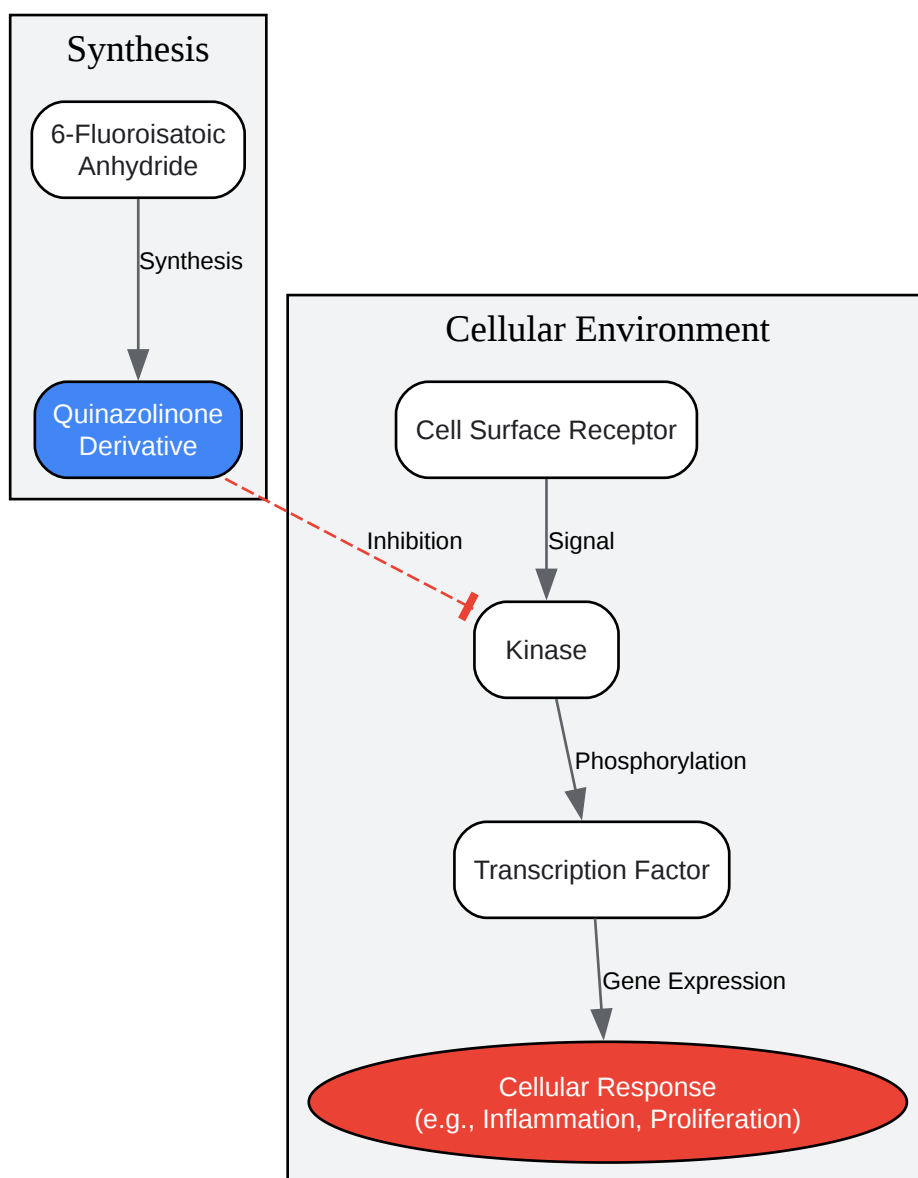 Synthesis
6-Fluoroisatoic
Anhydride
Synthesis
Quinazolinone
Derivative
Inhibition
Cellular Environment
Cell Surface Receptor
Signal
Kinase
Phosphorylation
Transcription Factor
Gene Expression
Cellular Response
(e.g., Inflammation, Proliferation)